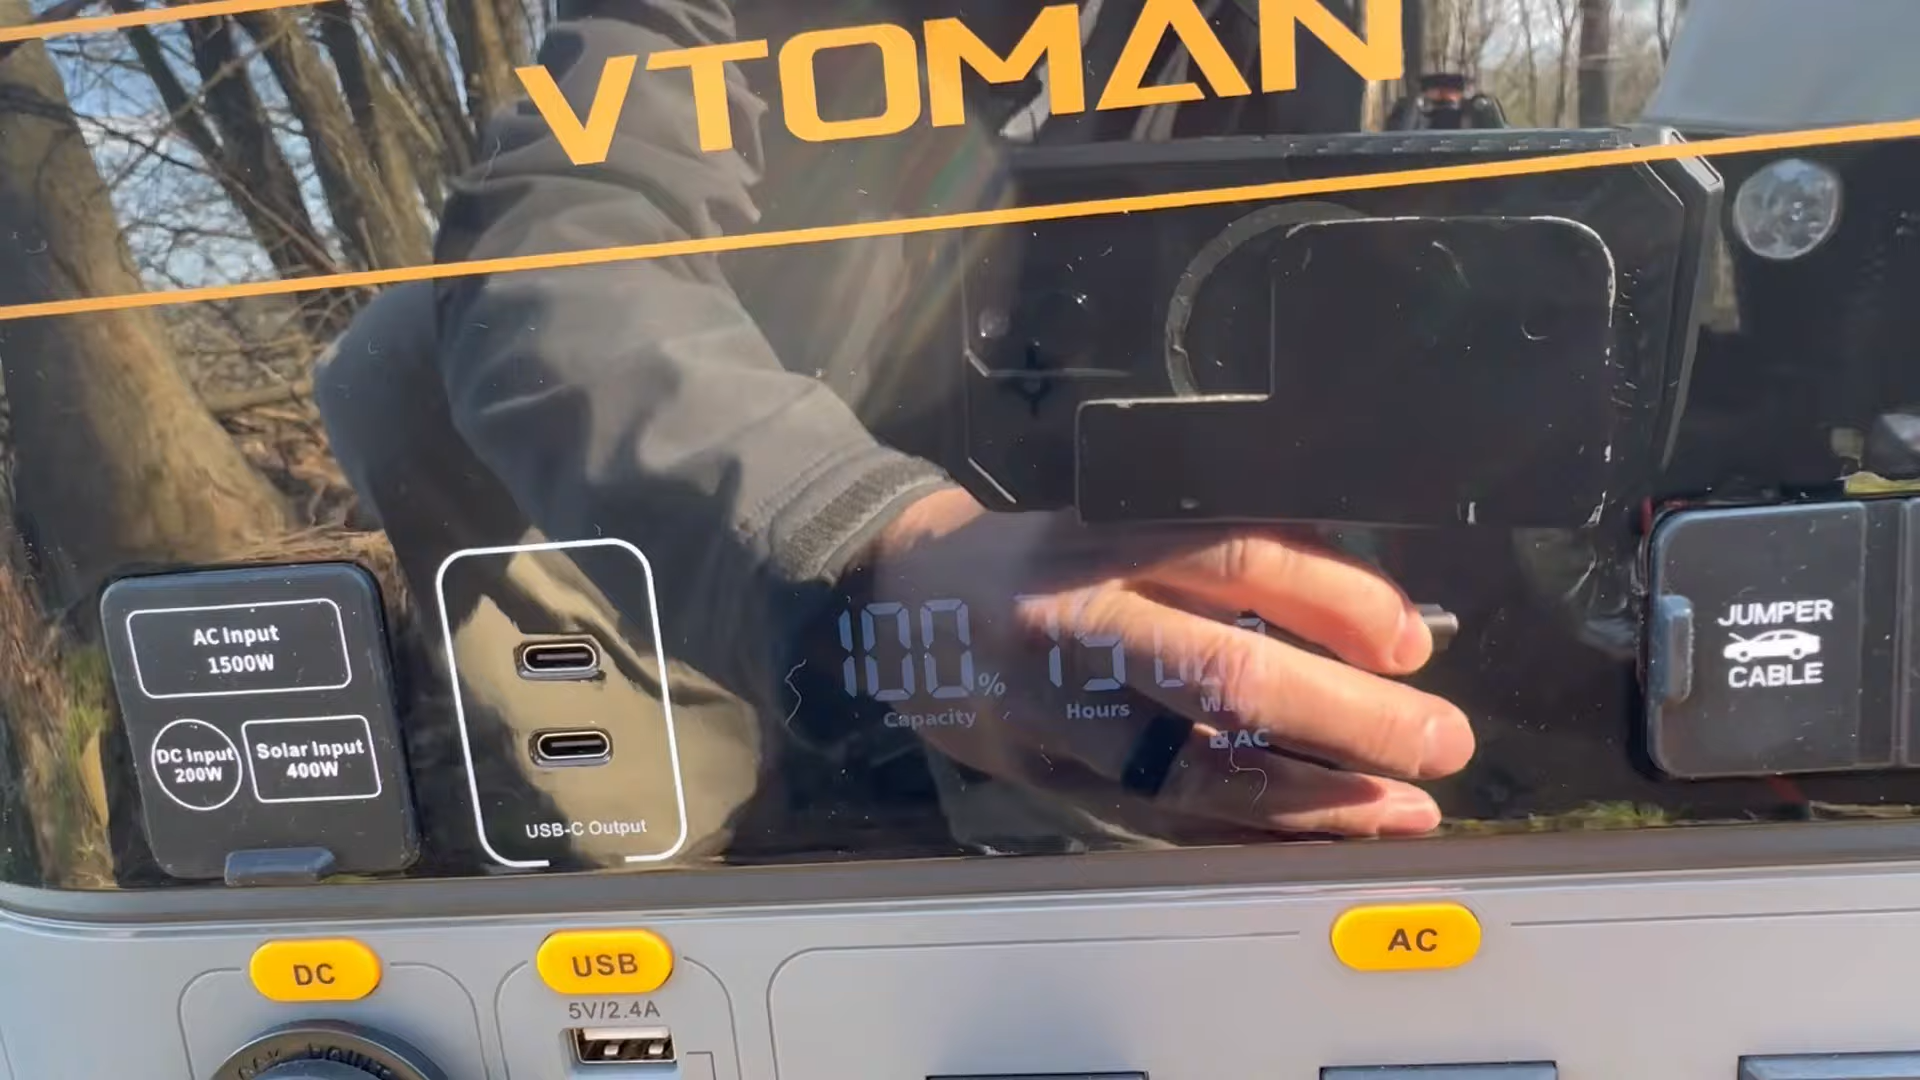 VTOMAN
AC Input
1500W
DC Input
200W
Solar Input
400W
USB-C Output
100%
Capacity
75
Hours
AC
JUMPER
CABLE
DC
USB
5V/2.4A
AC